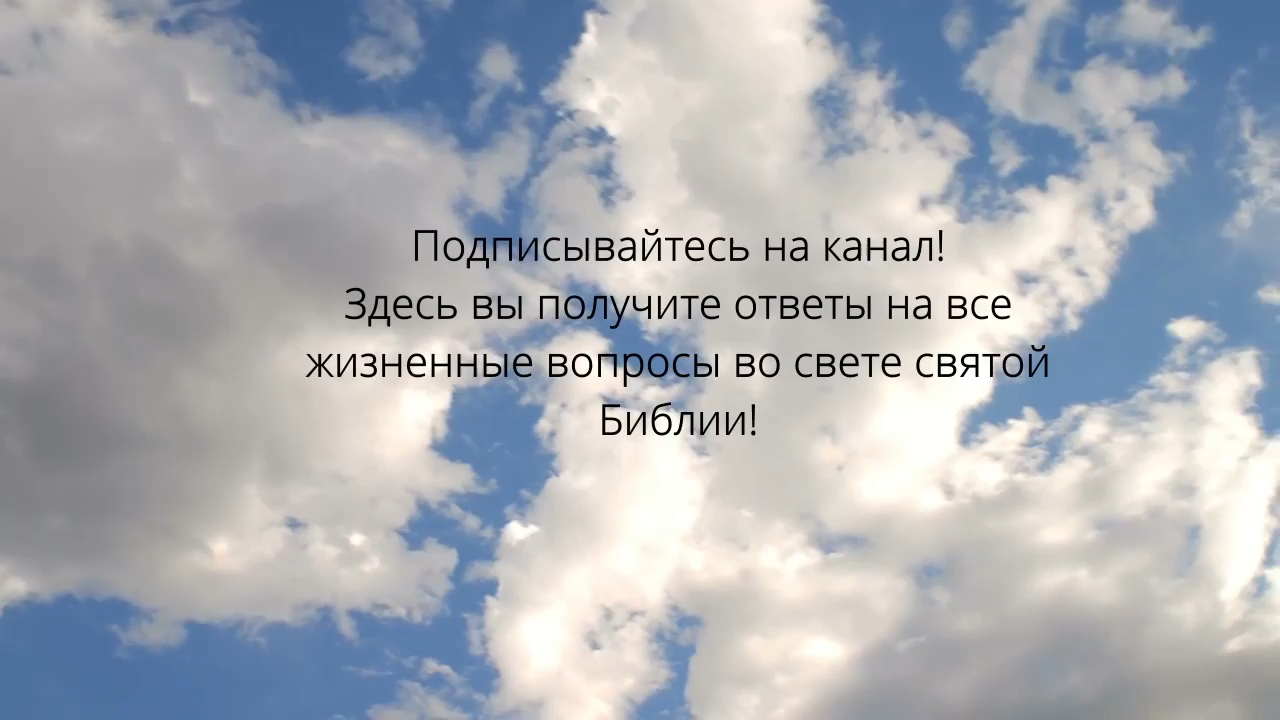 Подписывайтесь на канал!
Здесь вы получите ответы на все
жизненные вопросы во свете святой
Библии!